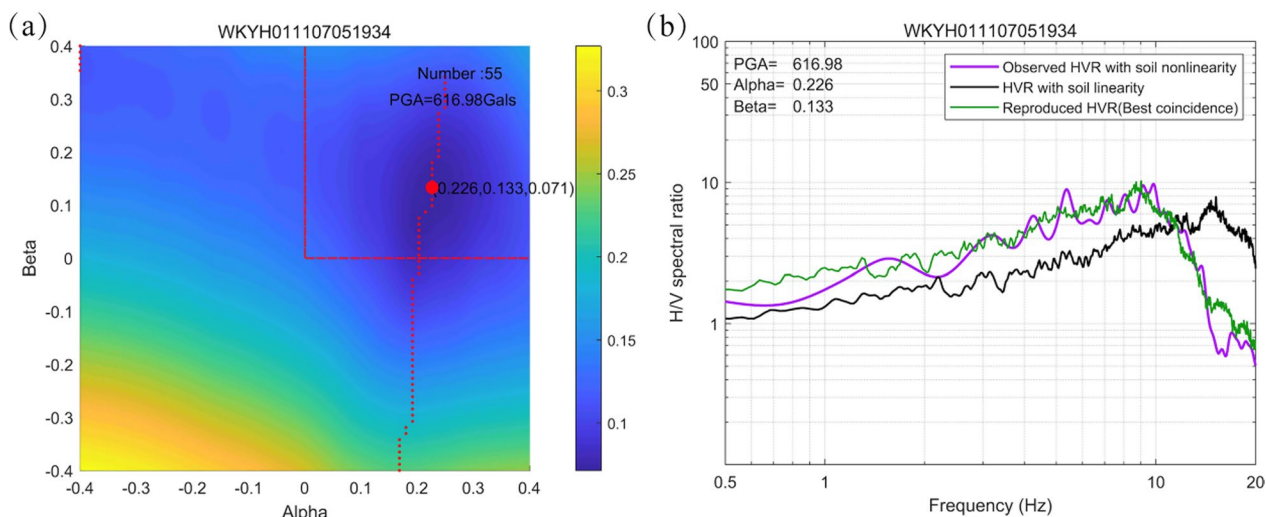 (a)
WKYH011107051934
0.4
0.3
0.2
0.1
0
-0.1
-0.2
-0.3
-0.4
Beta
Number :55
PGA=616.98Gals
0.226,0.133,0.071)
-0.4 -0.3 -0.2 -0.1 0 0.1 0.2 0.3 0.4
Alpha
0.3
0.25
0.2
0.15
0.1
(b)
WKYH011107051934
100
50
10
1
H/V spectral ratio
PGA= 616.98
Alpha= 0.226
Beta= 0.133
Observed HVR with soil nonlinearity
HVR with soil linearity
Reproduced HVR(Best coincidence)
0.5 1 10 20
Frequency (Hz)